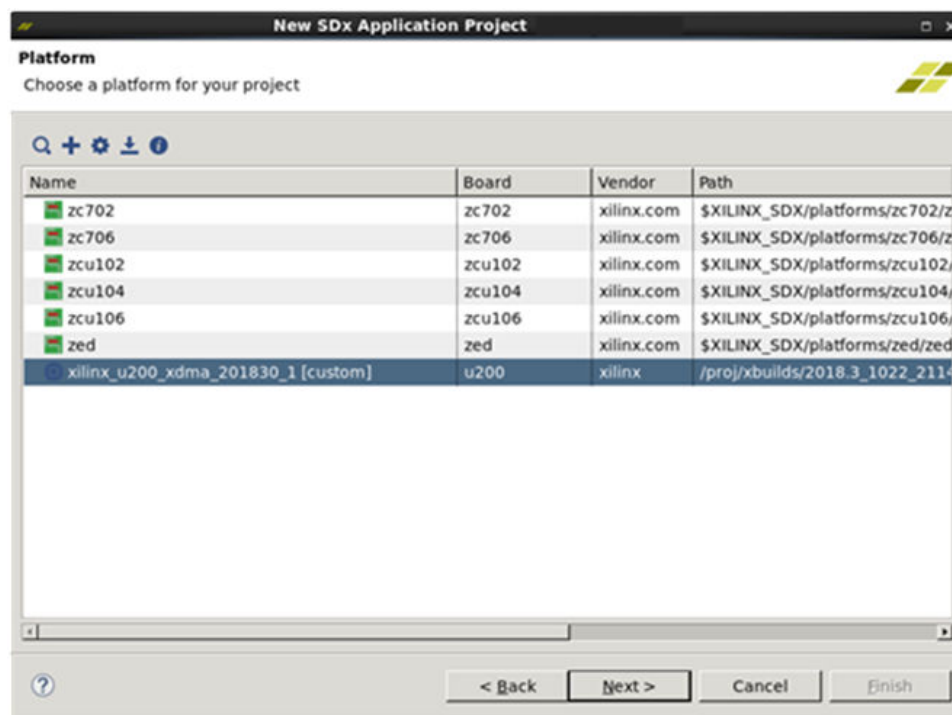 New SDx Application Project
Platform
Choose a platform for your project
Name Board Vendor Path
zc702 zc702 xilinx.com $XILINX_SDX/platforms/zc702/z
zc706 zc706 xilinx.com $XILINX_SDX/platforms/zc706/z
zcu102 zcu102 xilinx.com $XILINX_SDX/platforms/zcu102/
zcu104 zcu104 xilinx.com $XILINX_SDX/platforms/zcu104/
zcu106 zcu106 xilinx.com $XILINX_SDX/platforms/zcu106/
zed zed xilinx.com $XILINX_SDX/platforms/zed/zed
xilinx_u200_xdma_201830_1 [custom] u200 xilinx /proj/xbuilds/2018.3_1022_2114
< Back Next > Cancel Finish